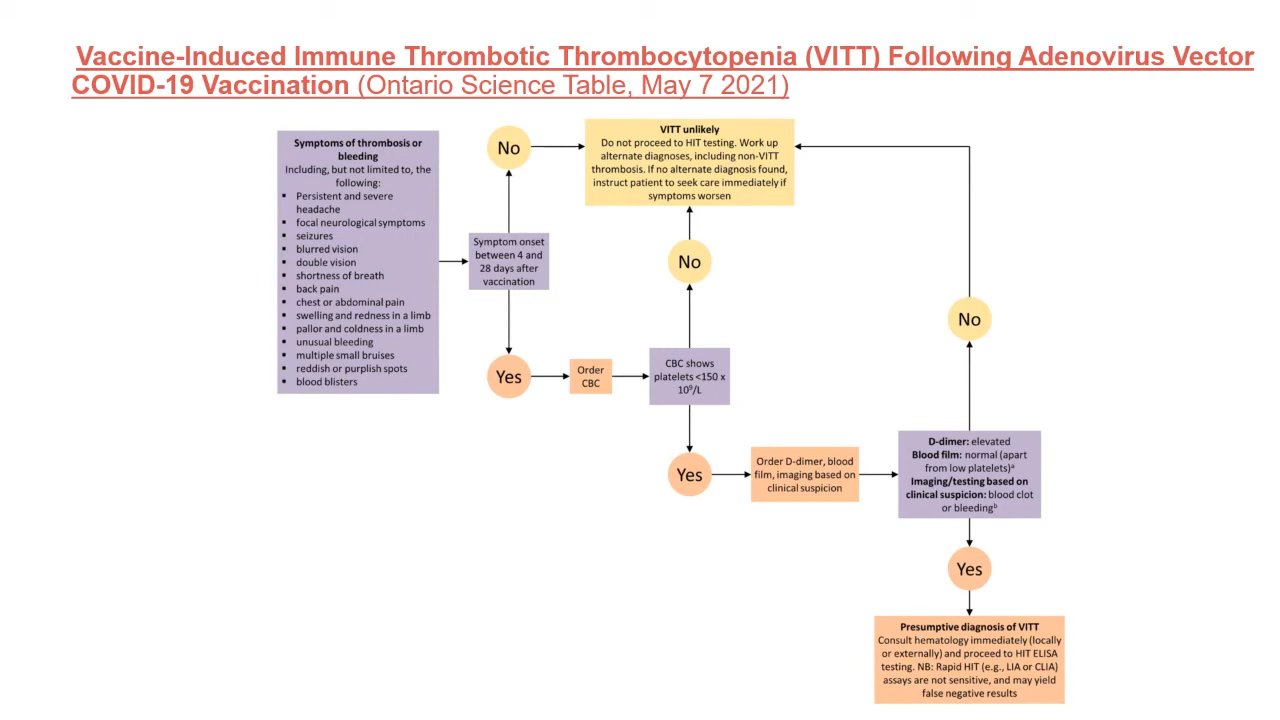 Vaccine-Induced Immune Thrombotic Thrombocytopenia (VITT) Following Adenovirus Vector
COVID-19 Vaccination (Ontario Science Table, May 7 2021)
Symptoms of thrombosis or
bleeding
Including, but not limited to, the
following:
▪ Persistent and severe
headache
▪ focal neurological symptoms
▪ seizures
▪ blurred vision
▪ double vision
▪ shortness of breath
▪ back pain
▪ chest or abdominal pain
▪ swelling and redness in a limb
▪ pallor and coldness in a limb
▪ unusual bleeding
▪ multiple small bruises
▪ reddish or purplish spots
▪ blood blisters
Symptom onset
between 4 and
28 days after
vaccination
No
VITT unlikely
Do not proceed to HIT testing. Work up
alternate diagnoses, including non-VITT
thrombosis. If no alternate diagnosis found,
instruct patient to seek care immediately if
symptoms worsen
Yes
Order
CBC
CBC shows
platelets <150 x
10⁹/L
No
Yes
Order D-dimer, blood
film, imaging based on
clinical suspicion
D-dimer: elevated
Blood film: normal (apart
from low platelets)ᵃ
Imaging/testing based on
clinical suspicion: blood clot
or bleedingᵇ
No
Yes
Presumptive diagnosis of VITT
Consult hematology immediately (locally
or externally) and proceed to HIT ELISA
testing. NB: Rapid HIT (e.g., LIA or CLIA)
assays are not sensitive, and may yield
false negative results